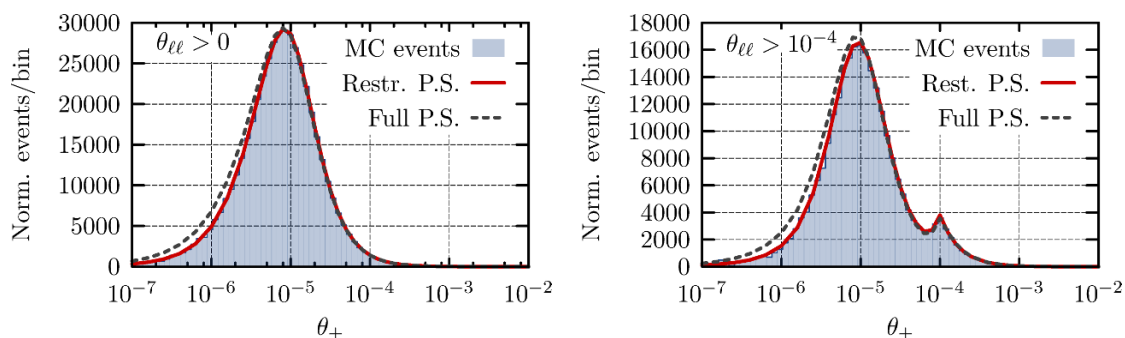 30000
25000
20000
15000
10000
5000
0
Norm. events/bin
θℓℓ > 0
MC events
Restr. P.S.
Full P.S.
10⁻⁷ 10⁻⁶ 10⁻⁵ 10⁻⁴ 10⁻³ 10⁻²
θ₊
18000
16000
14000
12000
10000
8000
6000
4000
2000
0
Norm. events/bin
θℓℓ > 10⁻⁴
MC events
Rest. P.S.
Full P.S.
10⁻⁷ 10⁻⁶ 10⁻⁵ 10⁻⁴ 10⁻³ 10⁻²
θ₊